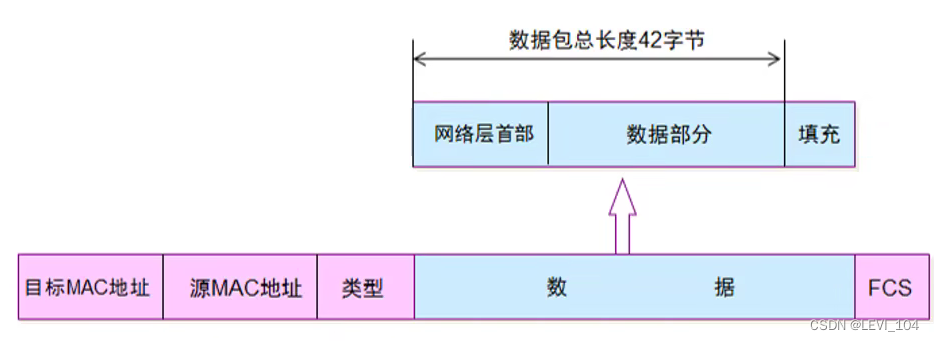 数据包总长度42字节
网络层首部 数据部分 填充
目标MAC地址 源MAC地址 类型 数 据 FCS
CSDN @LEVI_104